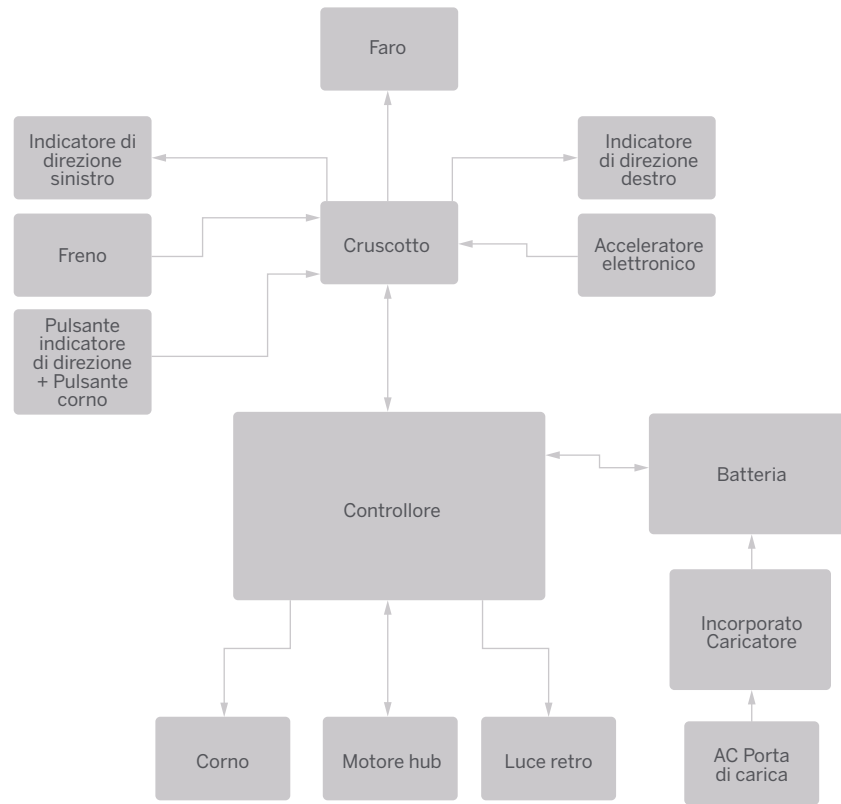 Faro
Indicatore di
direzione
sinistro
Indicatore
di direzione
destro
Freno
Cruscotto
Acceleratore
elettronico
Pulsante
indicatore
di direzione
+ Pulsante
corno
Controllore
Batteria
Incorporato
Caricatore
Corno
Motore hub
Luce retro
AC Porta
di carica